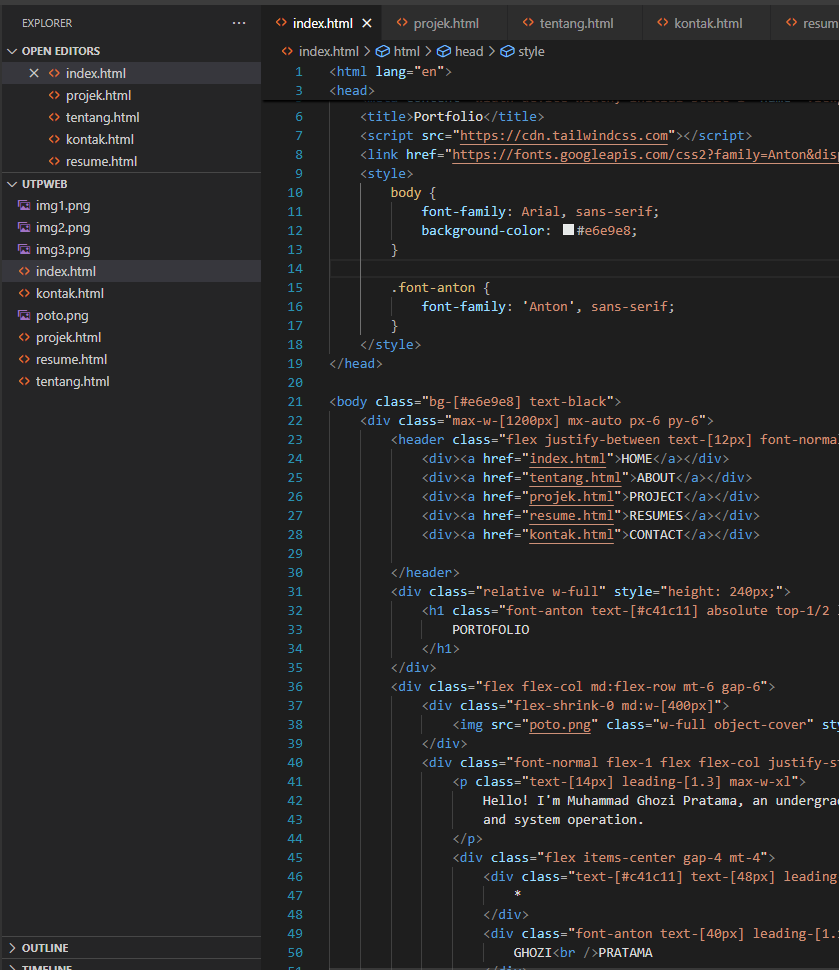 EXPLORER
OPEN EDITORS
index.html
projek.html
tentang.html
kontak.html
resume.html
UTPWEB
img1.png
img2.png
img3.png
index.html
kontak.html
poto.png
projek.html
resume.html
tentang.html
OUTLINE
TIMELINE
index.html projek.html tentang.html kontak.html
index.html > html > head > style
1 <html lang="en">
3 <head>
6 <title>Portfolio</title>
7 <script src="https://cdn.tailwindcss.com"></script>
8 <link href="https://fonts.googleapis.com/css2?family=Anton&disp
9 <style>
10 body {
11 font-family: Arial, sans-serif;
12 background-color: #e6e9e8;
13 }
14
15 .font-anton {
16 font-family: 'Anton', sans-serif;
17 }
18 </style>
19 </head>
20
21 <body class="bg-[#e6e9e8] text-black">
22 <div class="max-w-[1200px] mx-auto px-6 py-6">
23 <header class="flex justify-between text-[12px] font-normal
24 <div><a href="index.html">HOME</a></div>
25 <div><a href="tentang.html">ABOUT</a></div>
26 <div><a href="projek.html">PROJECT</a></div>
27 <div><a href="resume.html">RESUMES</a></div>
28 <div><a href="kontak.html">CONTACT</a></div>
29
30 </header>
31 <div class="relative w-full" style="height: 240px;">
32 <h1 class="font-anton text-[#c41c11] absolute top-1/2
33 PORTOFOLIO
34 </h1>
35 </div>
36 <div class="flex flex-col md:flex-row mt-6 gap-6">
37 <div class="flex-shrink-0 md:w-[400px]">
38 <img src="poto.png" class="w-full object-cover" sty
39 </div>
40 <div class="font-normal flex-1 flex flex-col justify-st
41 <p class="text-[14px] leading-[1.3] max-w-xl">
42 Hello! I'm Muhammad Ghozi Pratama, an undergra
43 and system operation.
44 </p>
45 <div class="flex items-center gap-4 mt-4">
46 <div class="text-[#c41c11] text-[48px] leading
47 *
48 </div>
49 <div class="font-anton text-[40px] leading-[1.
50 GHOZI<br />PRATAMA